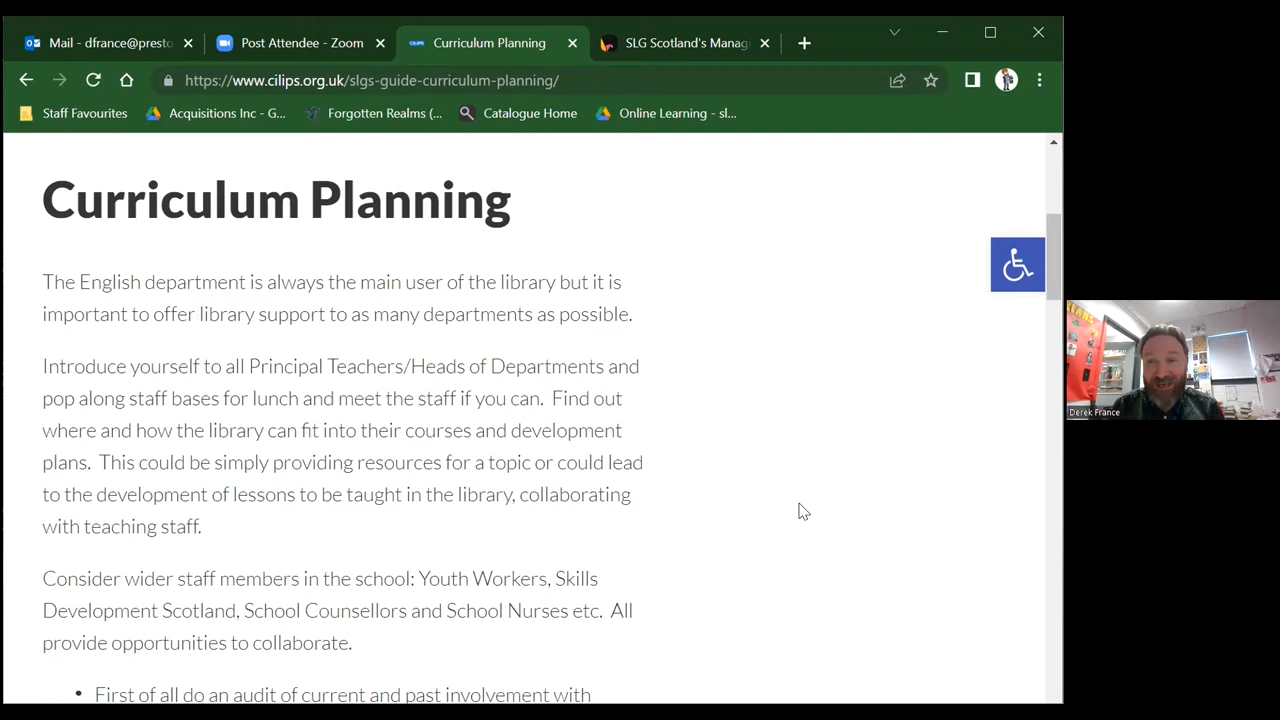 Mail - dfrance@presto
Post Attendee - Zoom
CILIPS
Curriculum Planning
SLG Scotland's Managi
https://www.cilips.org.uk/slgs-guide-curriculum-planning/
Staff Favourites
Acquisitions Inc - G...
Forgotten Realms (...
Catalogue Home
Online Learning - sl...
Curriculum Planning
The English department is always the main user of the library but it is
important to offer library support to as many departments as possible.
Introduce yourself to all Principal Teachers/Heads of Departments and
pop along staff bases for lunch and meet the staff if you can. Find out
where and how the library can fit into their courses and development
plans. This could be simply providing resources for a topic or could lead
to the development of lessons to be taught in the library, collaborating
with teaching staff.
Consider wider staff members in the school: Youth Workers, Skills
Development Scotland, School Counsellors and School Nurses etc. All
provide opportunities to collaborate.
• First of all do an audit of current and past involvement with
Derek France